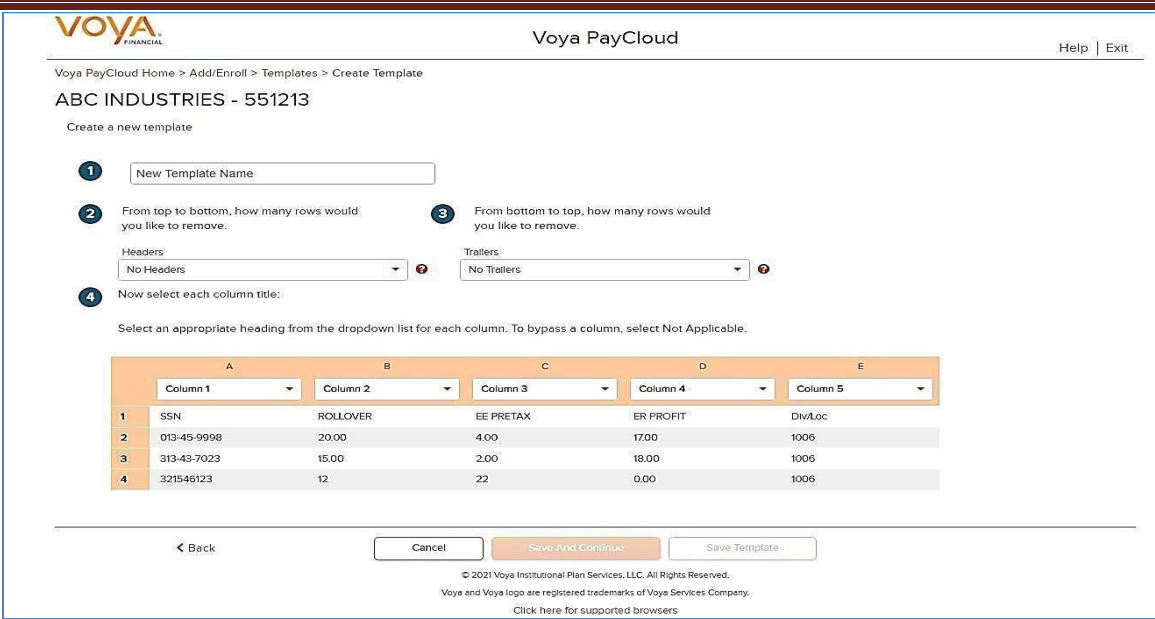 VOYA
FINANCIAL
Voya PayCloud
Help | Exit
Voya PayCloud Home > Add/Enroll > Templates > Create Template
ABC INDUSTRIES - 551213
Create a new template
1
New Template Name
2 From top to bottom, how many rows would
you like to remove.
3 From bottom to top, how many rows would
you like to remove.
Headers
No Headers
?
Trailers
No Trailers
?
4 Now select each column title:
Select an appropriate heading from the dropdown list for each column. To bypass a column, select Not Applicable.
A B C D E
Column 1 Column 2 Column 3 Column 4 Column 5
1 SSN ROLLOVER EE PRETAX ER PROFIT Div/Loc
2 013-45-9998 20.00 4.00 17.00 1006
3 313-43-7023 15.00 2.00 18.00 1006
4 321546123 12 22 0.00 1006
< Back
Cancel
Save And Continue
Save Template
© 2021 Voya Institutional Plan Services, LLC. All Rights Reserved.
Voya and Voya logo are registered trademarks of Voya Services Company.
Click here for supported browsers